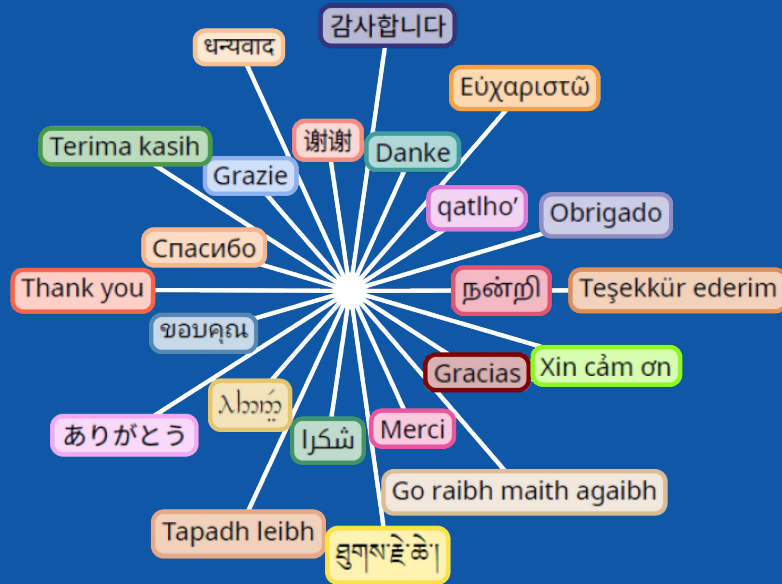 감사합니다
धन्यवाद
Εὐχαριστῶ
谢谢
Danke
Terima kasih
Grazie
qatlho’
Obrigado
Спасибо
Thank you
நன்றி
Teşekkür ederim
ขอบคุณ
Gracias
Xin cảm ơn
ありがとう
شكرا
Merci
Go raibh maith agaibh
Tapadh leibh
ཐུགས་རྗེ་ཆེ།